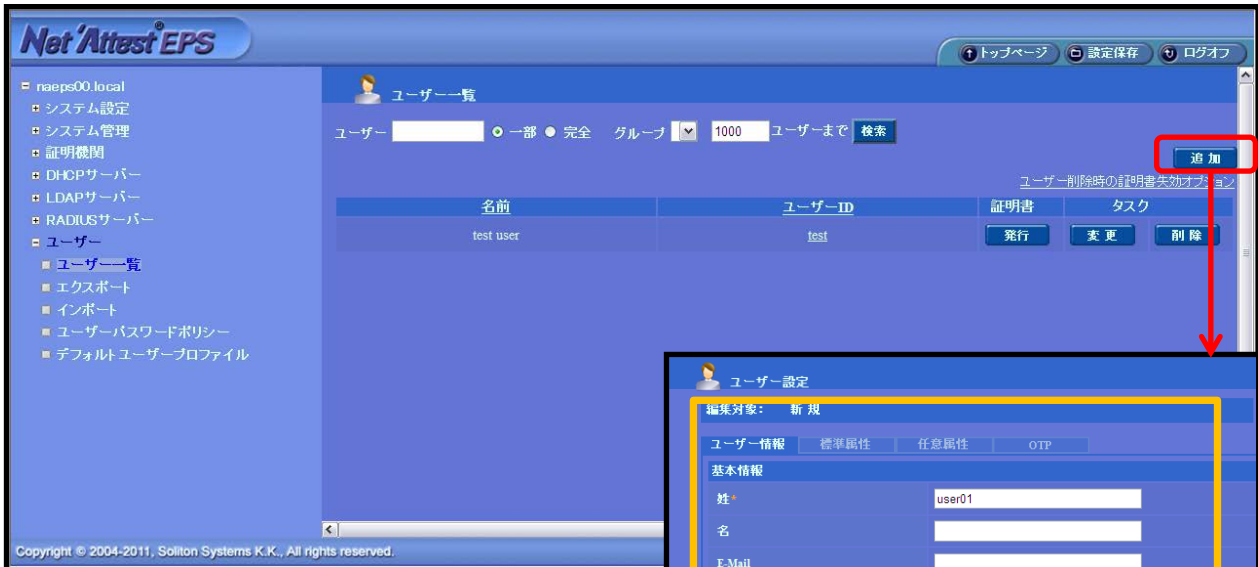 Net'Attest EPS
トップページ 設定保存 ログオフ
naeps00.local
システム設定
システム管理
証明機関
DHCPサーバー
LDAPサーバー
RADIUSサーバー
ユーザー
ユーザー一覧
エクスポート
インポート
ユーザーパスワードポリシー
デフォルトユーザープロファイル
ユーザー一覧
ユーザー 一部 完全 グループ 1000 ユーザーまで 検索
追加
ユーザー削除時の証明書失効オプション
名前 ユーザーID 証明書 タスク
test user test 発行 変更 削除
ユーザー設定
編集対象: 新規
ユーザー情報 標準属性 任意属性 OTP
基本情報
姓* user01
名
E-Mail
Copyright © 2004-2011, Soliton Systems K.K., All rights reserved.